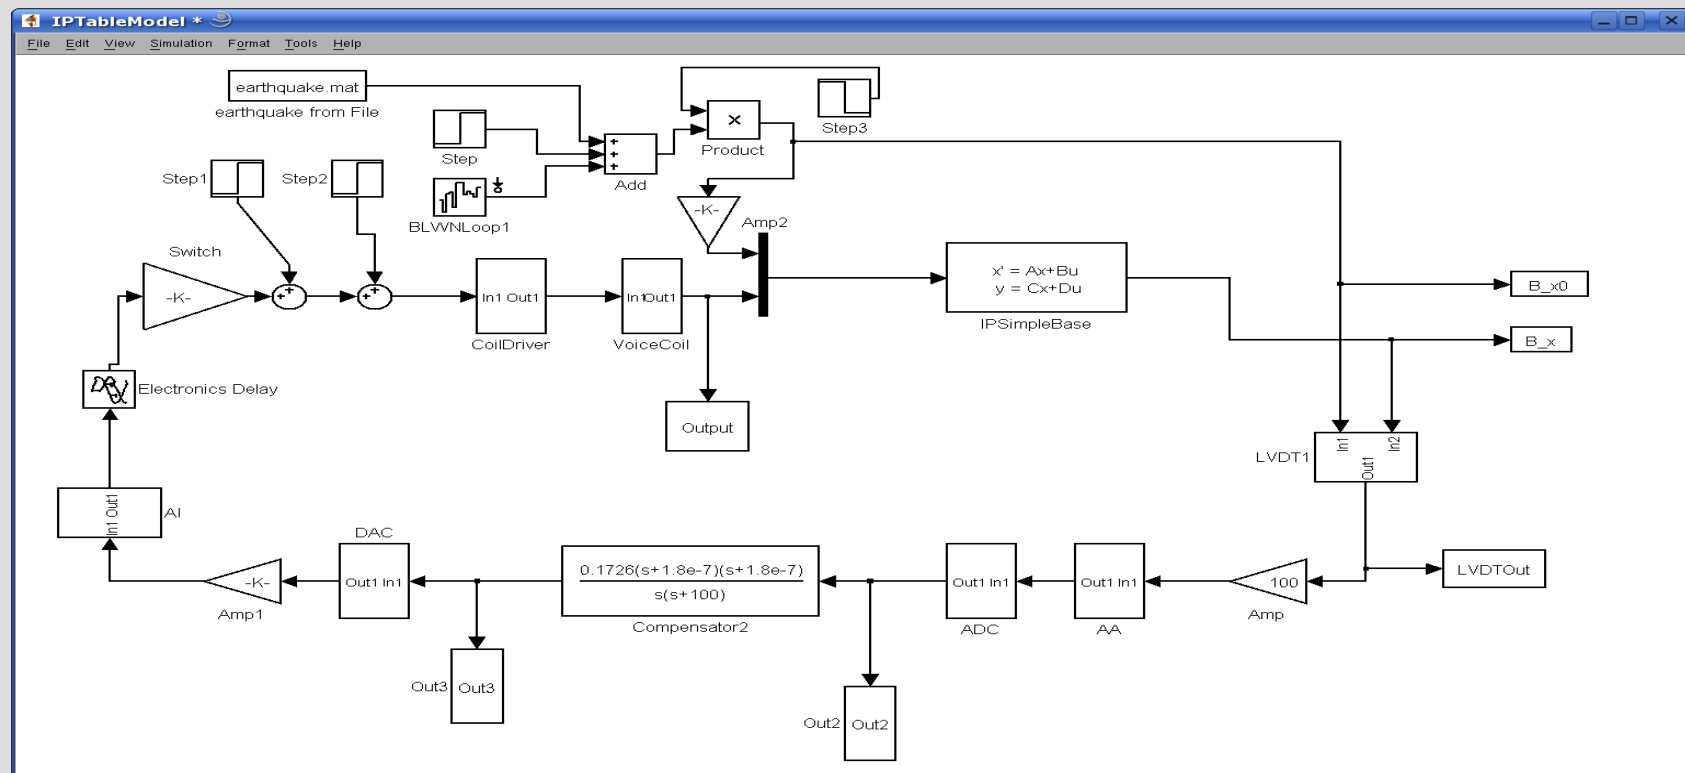 IPTableModel *
File Edit View Simulation Format Tools Help
earthquake.mat
earthquake from File
Step
Step3
×
Product
+
+
+
Add
BLWNLoop1
Step1
Step2
-K-
Amp2
Switch
-K-
+ +
+ +
In1 Out1
CoilDriver
In1 Out1
VoiceCoil
x' = Ax+Bu
y = Cx+Du
IPSimpleBase
B_x0
B_x
Electronics Delay
Output
In1
In2
Out1
LVDT1
In1 Out1
AI
DAC
Out1 In1
-K-
Amp1
0.1726(s+1.8e-7)(s+1.8e-7)
s(s+100)
Compensator2
Out1 In1
ADC
Out1 In1
AA
100
Amp
LVDTOut
Out3
Out3
Out2
Out2